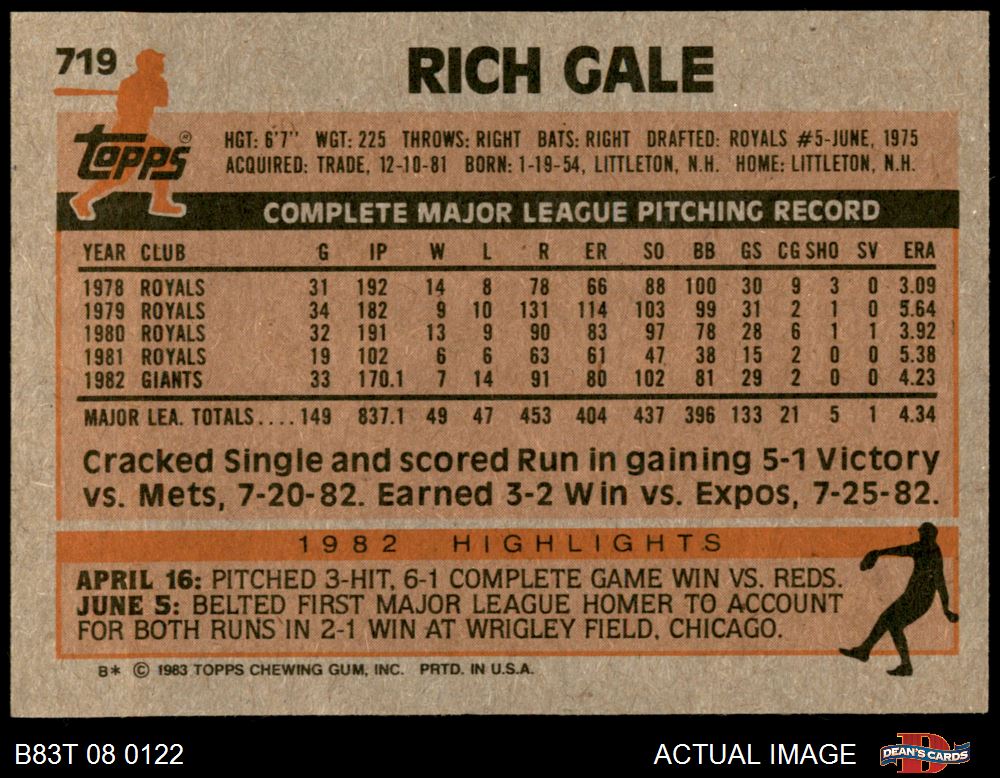 719
RICH GALE
Topps®
HGT: 6'7" WGT: 225 THROWS: RIGHT BATS: RIGHT DRAFTED: ROYALS #5-JUNE, 1975
ACQUIRED: TRADE, 12-10-81 BORN: 1-19-54, LITTLETON, N.H. HOME: LITTLETON, N.H.
COMPLETE MAJOR LEAGUE PITCHING RECORD
YEAR CLUB G IP W L R ER SO BB GS CG SHO SV ERA
1978 ROYALS 31 192 14 8 78 66 88 100 30 9 3 0 3.09
1979 ROYALS 34 182 9 10 131 114 103 99 31 2 1 0 5.64
1980 ROYALS 32 191 13 9 90 83 97 78 28 6 1 1 3.92
1981 ROYALS 19 102 6 6 63 61 47 38 15 2 0 0 5.38
1982 GIANTS 33 170.1 7 14 91 80 102 81 29 2 0 0 4.23
MAJOR LEA. TOTALS.... 149 837.1 49 47 453 404 437 396 133 21 5 1 4.34
Cracked Single and scored Run in gaining 5-1 Victory
vs. Mets, 7-20-82. Earned 3-2 Win vs. Expos, 7-25-82.
1982 HIGHLIGHTS
APRIL 16: PITCHED 3-HIT, 6-1 COMPLETE GAME WIN VS. REDS.
JUNE 5: BELTED FIRST MAJOR LEAGUE HOMER TO ACCOUNT
FOR BOTH RUNS IN 2-1 WIN AT WRIGLEY FIELD, CHICAGO.
B* © 1983 TOPPS CHEWING GUM, INC. PRTD. IN U.S.A.
B83T 08 0122
ACTUAL IMAGE
DEAN'S CARDS